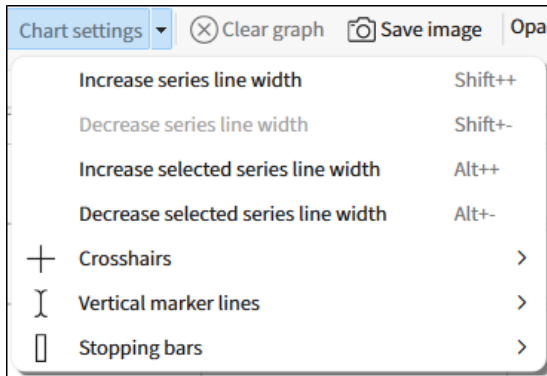 Chart settings Clear graph Save image Opa
Increase series line width Shift++
Decrease series line width Shift+-
Increase selected series line width Alt++
Decrease selected series line width Alt+-
Crosshairs
Vertical marker lines
Stopping bars